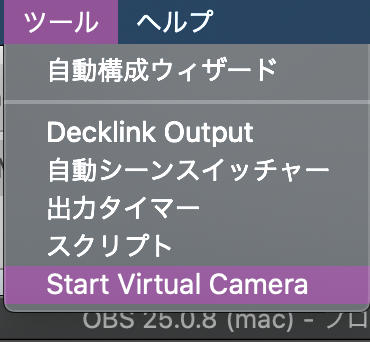 ツール ヘルプ
自動構成ウィザード
Decklink Output
自動シーンスイッチャー
出力タイマー
スクリプト
Start Virtual Camera
OBS 25.0.8 (mac) - プロ